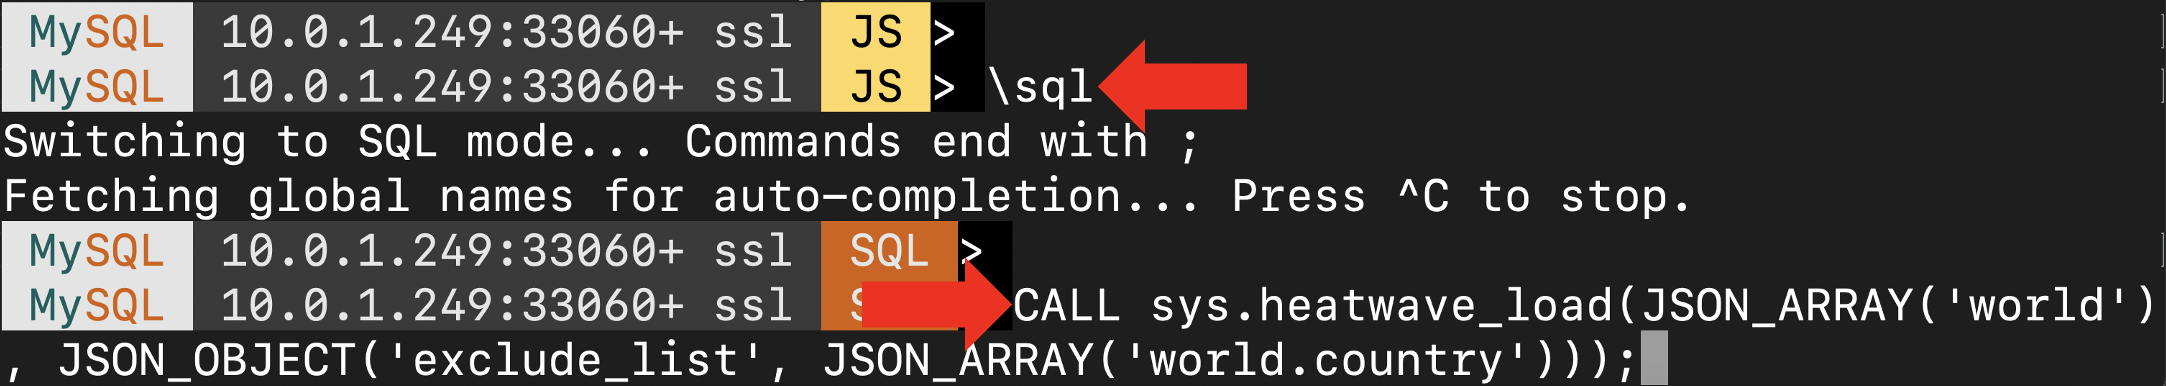 MySQL 10.0.1.249:33060+ ssl JS >
MySQL 10.0.1.249:33060+ ssl JS > \sql
Switching to SQL mode... Commands end with ;
Fetching global names for auto-completion... Press ^C to stop.
MySQL 10.0.1.249:33060+ ssl SQL >
MySQL 10.0.1.249:33060+ ssl CALL sys.heatwave_load(JSON_ARRAY('world')
, JSON_OBJECT('exclude_list', JSON_ARRAY('world.country')));